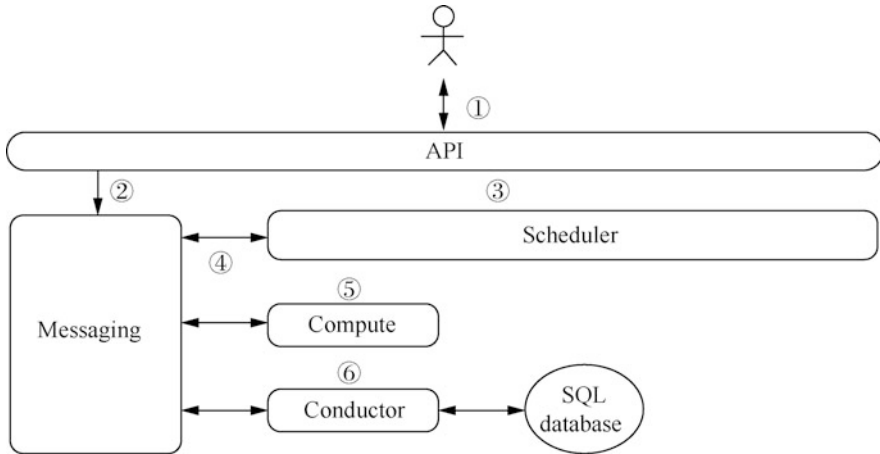 ①
API
②
③
Scheduler
④
Messaging
⑤
Compute
⑥
Conductor
SQL
database